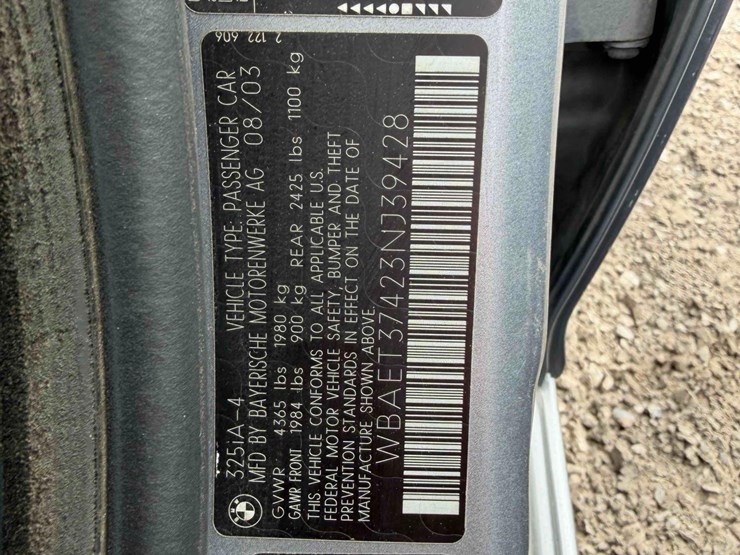 325iA-4 VEHICLE TYPE: PASSENGER CAR
MFD BY BAYERISCHE MOTORENWERKE AG 08/03
GVWR 4365 lbs 1980 kg
GAWR FRONT 1984 lbs 900 kg REAR 2425 lbs 1100 kg
THIS VEHICLE CONFORMS TO ALL APPLICABLE U.S.
FEDERAL MOTOR VEHICLE SAFETY, BUMPER AND THEFT
PREVENTION STANDARDS IN EFFECT ON THE DATE OF
MANUFACTURE SHOWN ABOVE.
WBAET37423NJ39428
2 122 606